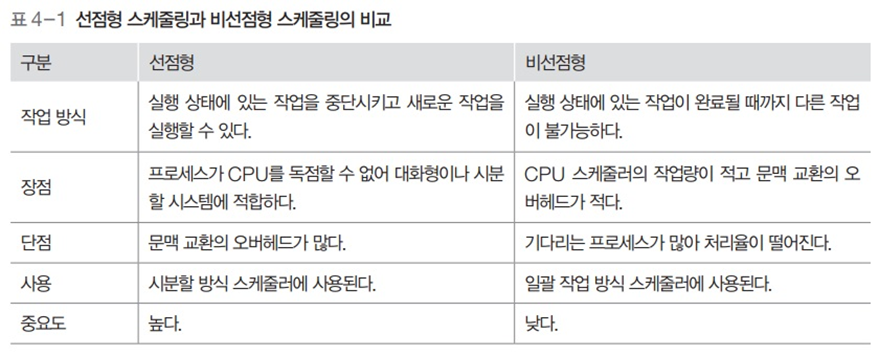 표 4-1 선점형 스케줄링과 비선점형 스케줄링의 비교
구분 선점형 비선점형
작업 방식
실행 상태에 있는 작업을 중단시키고 새로운 작업을
실행할 수 있다.
실행 상태에 있는 작업이 완료될 때까지 다른 작업
이 불가능하다.
장점
프로세스가 CPU를 독점할 수 없어 대화형이나 시분
할 시스템에 적합하다.
CPU 스케줄러의 작업량이 적고 문맥 교환의 오
버헤드가 적다.
단점 문맥 교환의 오버헤드가 많다. 기다리는 프로세스가 많아 처리율이 떨어진다.
사용 시분할 방식 스케줄러에 사용된다. 일괄 작업 방식 스케줄러에 사용된다.
중요도 높다. 낮다.